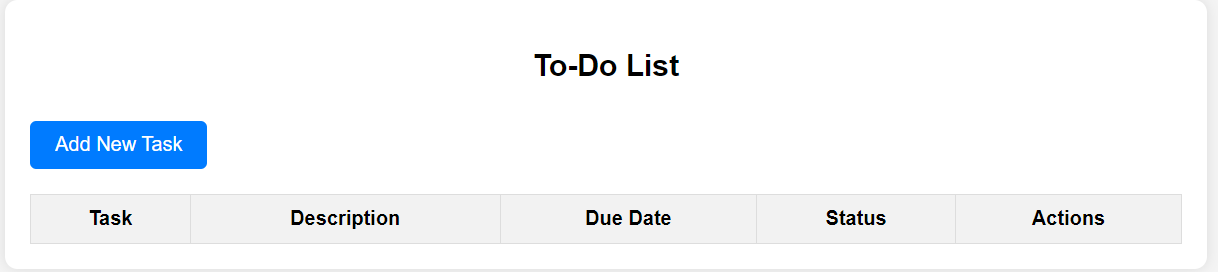 To-Do List
Add New Task
Task Description Due Date Status Actions